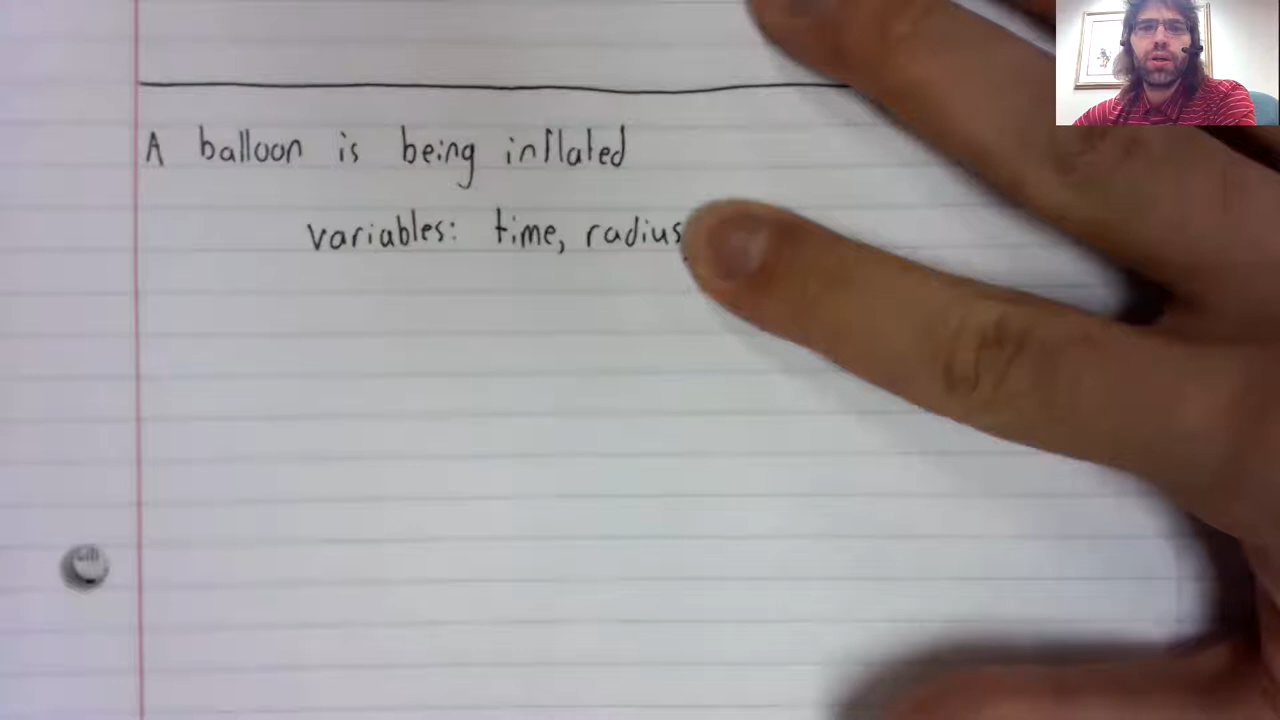 A balloon is being inflated
variables: time, radius